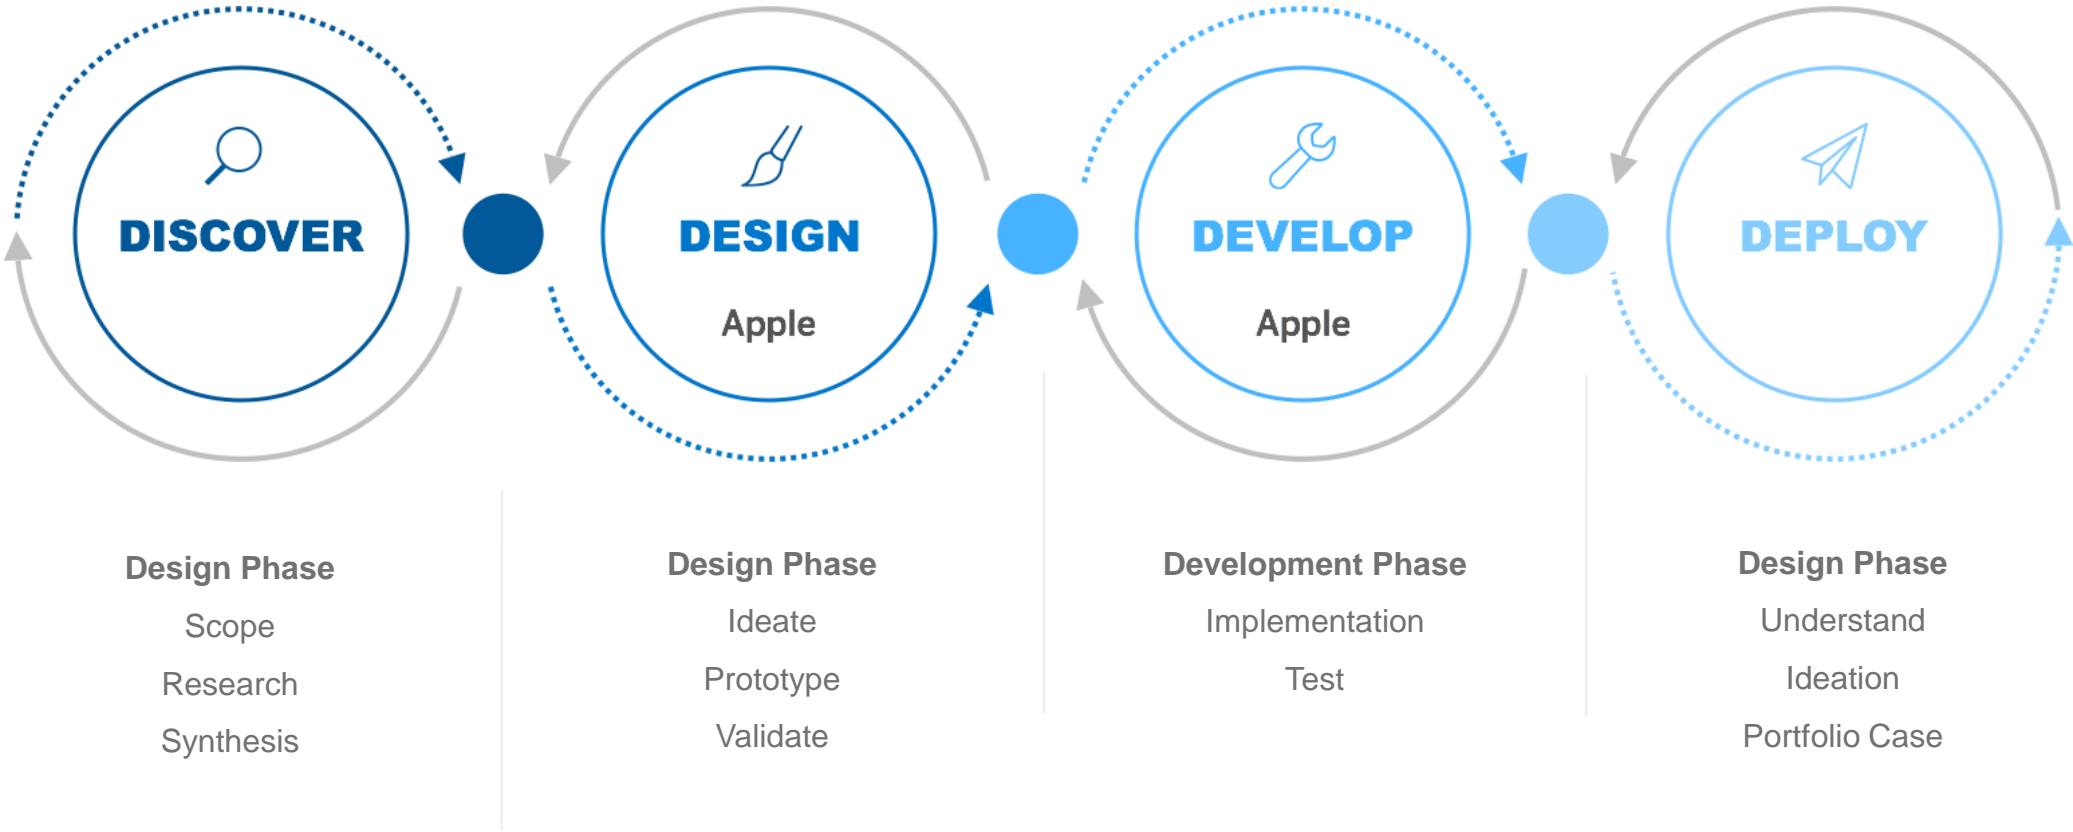 DISCOVER
DESIGN
Apple
DEVELOP
Apple
DEPLOY
Design Phase
Scope
Research
Synthesis
Design Phase
Ideate
Prototype
Validate
Development Phase
Implementation
Test
Design Phase
Understand
Ideation
Portfolio Case